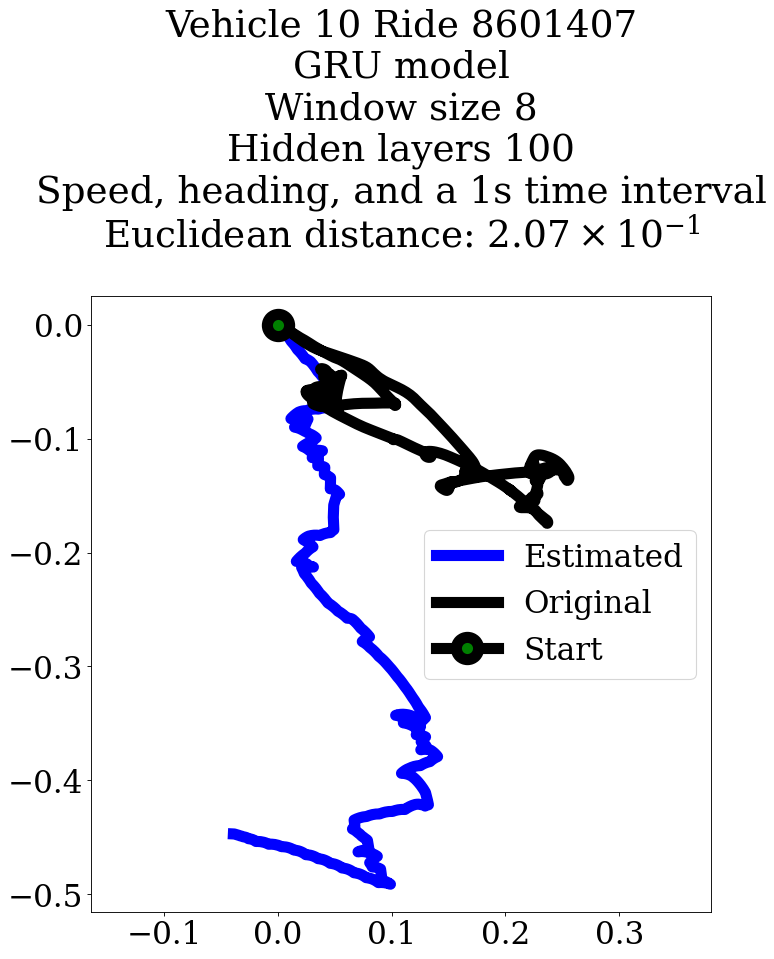 Vehicle 10 Ride 8601407
GRU model
Window size 8
Hidden layers 100
Speed, heading, and a 1s time interval
Euclidean distance: 2.07 × 10⁻¹
0.0
−0.1
−0.2
−0.3
−0.4
−0.5
Estimated
Original
Start
−0.1 0.0 0.1 0.2 0.3